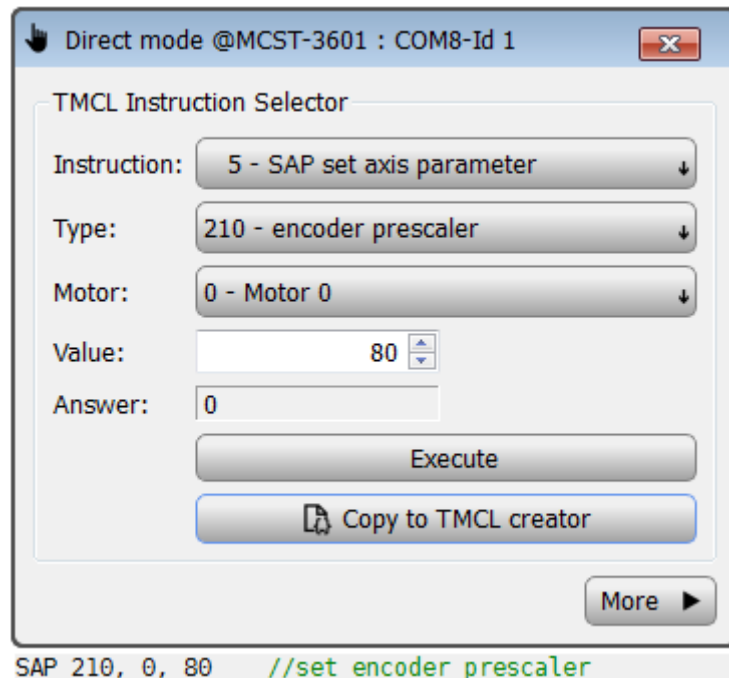 Direct mode @MCST-3601 : COM8-Id 1
TMCL Instruction Selector
Instruction: 5 - SAP set axis parameter
Type: 210 - encoder prescaler
Motor: 0 - Motor 0
Value: 80
Answer: 0
Execute
Copy to TMCL creator
More
SAP 210, 0, 80 //set encoder prescaler